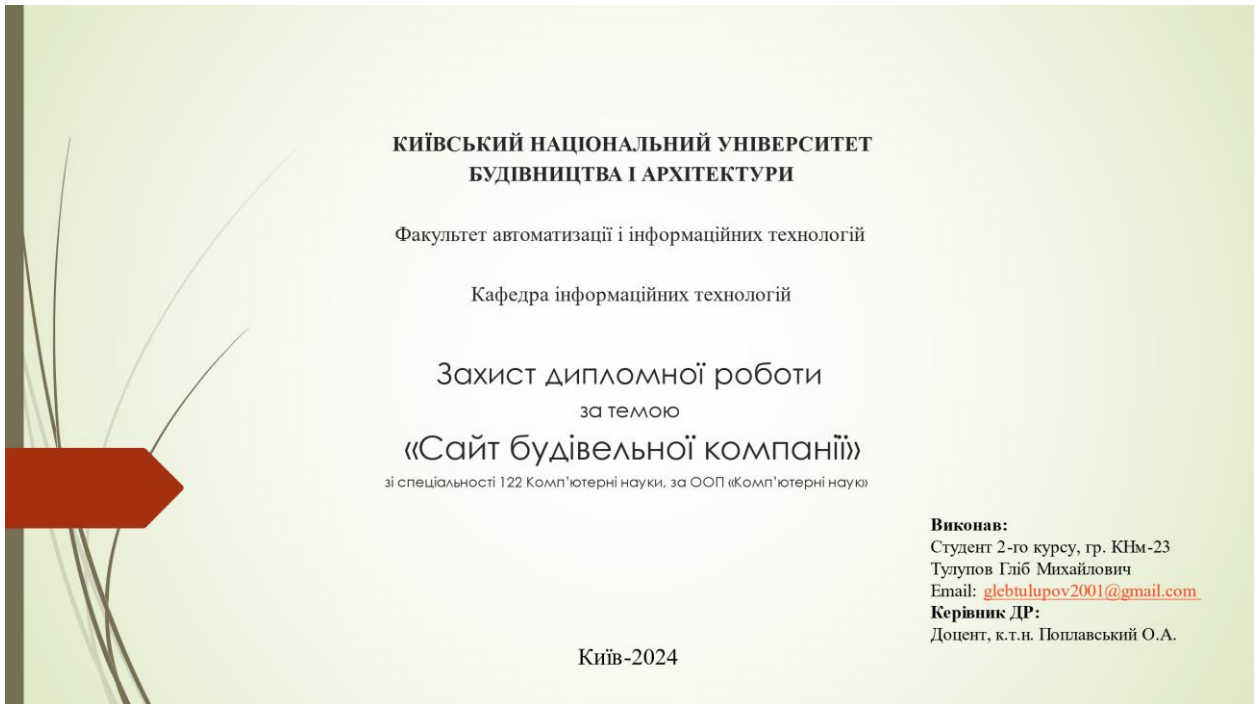 КИЇВСЬКИЙ НАЦІОНАЛЬНИЙ УНІВЕРСИТЕТ
БУДІВНИЦТВА І АРХІТЕКТУРИ
Факультет автоматизації і інформаційних технологій
Кафедра інформаційних технологій
Захист дипломної роботи
за темою
«Сайт будівельної компанії»
зі спеціальності 122 Комп'ютерні науки, за ООП «Комп'ютерні наук»
Виконав:
Студент 2-го курсу, гр. КНм-23
Тулупов Гліб Михайлович
Email: glebtulupov2001@gmail.com
Керівник ДР:
Доцент, к.т.н. Поплавський О.А.
Київ-2024